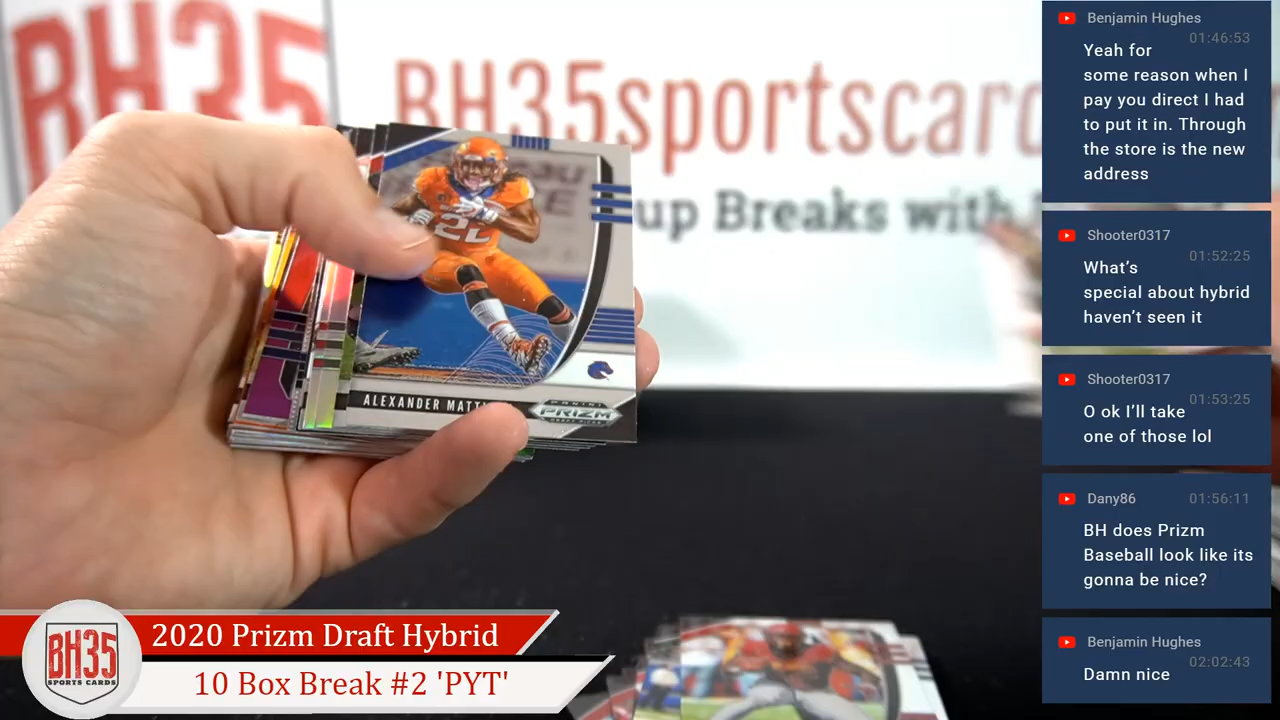 BH35
BH35sportscar
up Breaks with
22
ALEXANDER
PANINI
PRIZM
DRAFT PICKS
BH35
SPORTS CARDS
2020 Prizm Draft Hybrid
10 Box Break #2 'PYT'
Benjamin Hughes
01:46:53
Yeah for
some reason when I
pay you direct I had
to put it in. Through
the store is the new
address
Shooter0317
01:52:25
What's
special about hybrid
haven't seen it
Shooter0317
01:53:25
O ok I'll take
one of those lol
Dany86
01:56:11
BH does Prizm
Baseball look like its
gonna be nice?
Benjamin Hughes
02:02:43
Damn nice